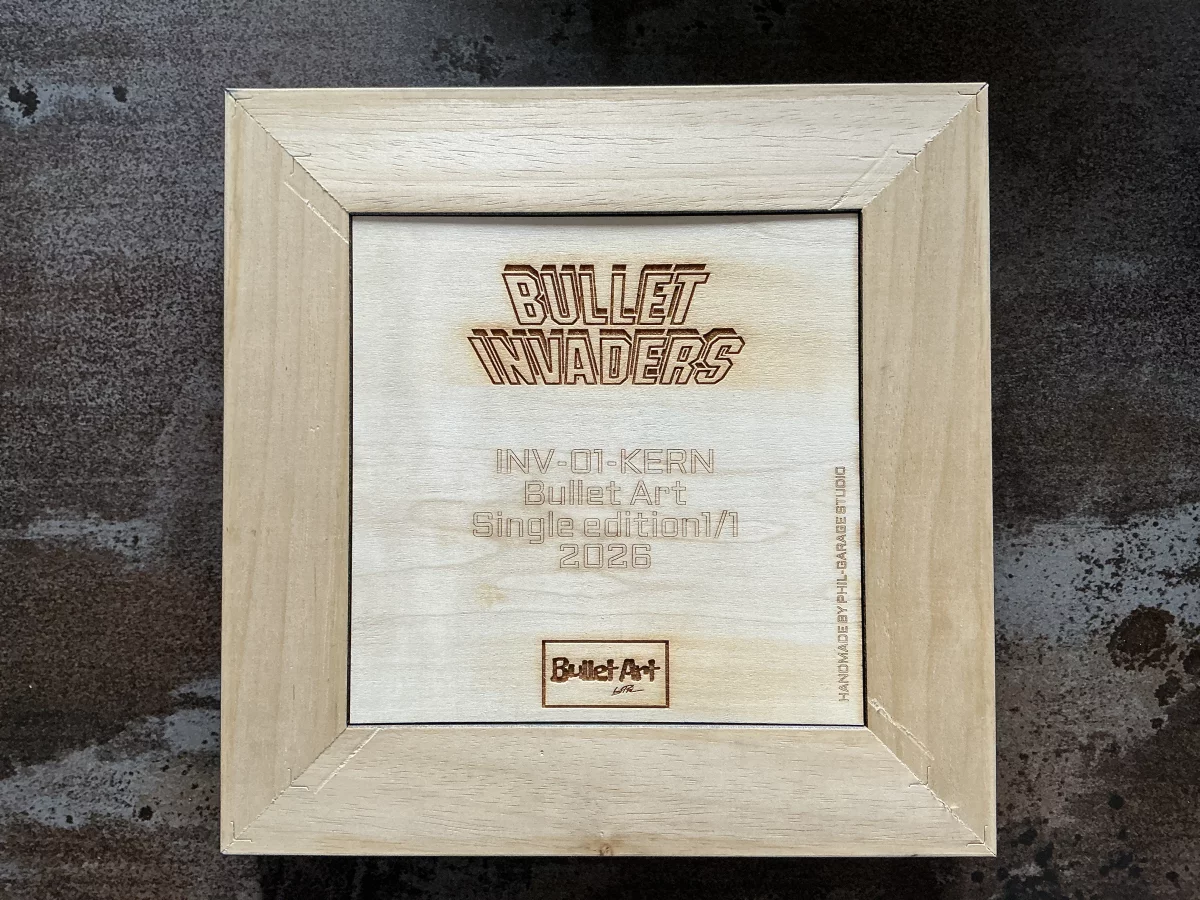 BULLET
INVADERS
INV-01-KERN
Bullet Art
Single edition1/1
2026
Bullet Art
HANDMADE BY PHIL-GARAGE STUDIO